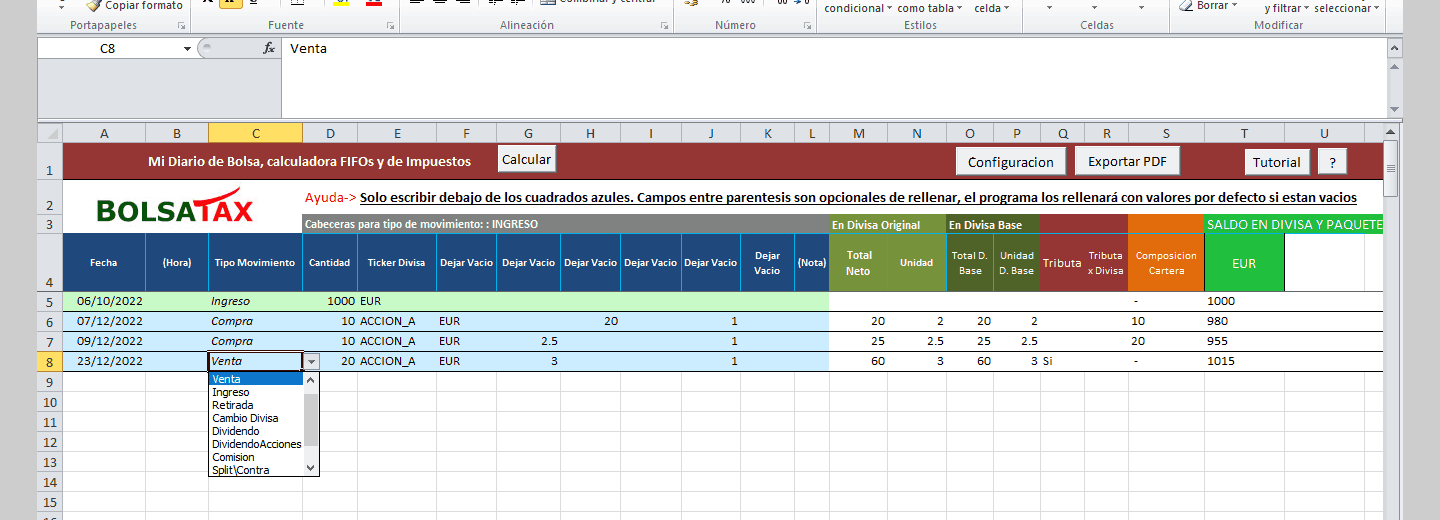 Copiar formato
Combinar y centrar
condicional como tabla celda
Borrar
y filtrar seleccionar
Portapapeles Fuente Alineación Número Estilos Celdas Modificar
C8 fx Venta
A B C D E F G H I J K L M N O P Q R S T U
1 Mi Diario de Bolsa, calculadora FIFOs y de Impuestos Calcular Configuracion Exportar PDF Tutorial ?
2 BOLSATAX Ayuda-> Solo escribir debajo de los cuadrados azules. Campos entre parentesis son opcionales de rellenar, el programa los rellenará con valores por defecto si estan vacios
3 Cabeceras para tipo de movimiento: : INGRESO En Divisa Original En Divisa Base SALDO EN DIVISA Y PAQUETE
4 Fecha (Hora) Tipo Movimiento Cantidad Ticker Divisa Dejar Vacio Dejar Vacio Dejar Vacio Dejar Vacio Dejar Vacio Dejar Vacio (Nota) Total Neto Unidad Total D. Base Unidad D. Base Tributa Tributa x Divisa Composicion Cartera EUR
5 06/10/2022 Ingreso 1000 EUR - 1000
6 07/12/2022 Compra 10 ACCION_A EUR 20 1 20 2 20 2 10 980
7 09/12/2022 Compra 10 ACCION_A EUR 2.5 1 25 2.5 25 2.5 20 955
8 23/12/2022 Venta 20 ACCION_A EUR 3 1 60 3 60 3 Si - 1015
Venta
Ingreso
Retirada
Cambio Divisa
Dividendo
DividendoAcciones
Comision
Split\Contra
9
10
11
12
13
14
15